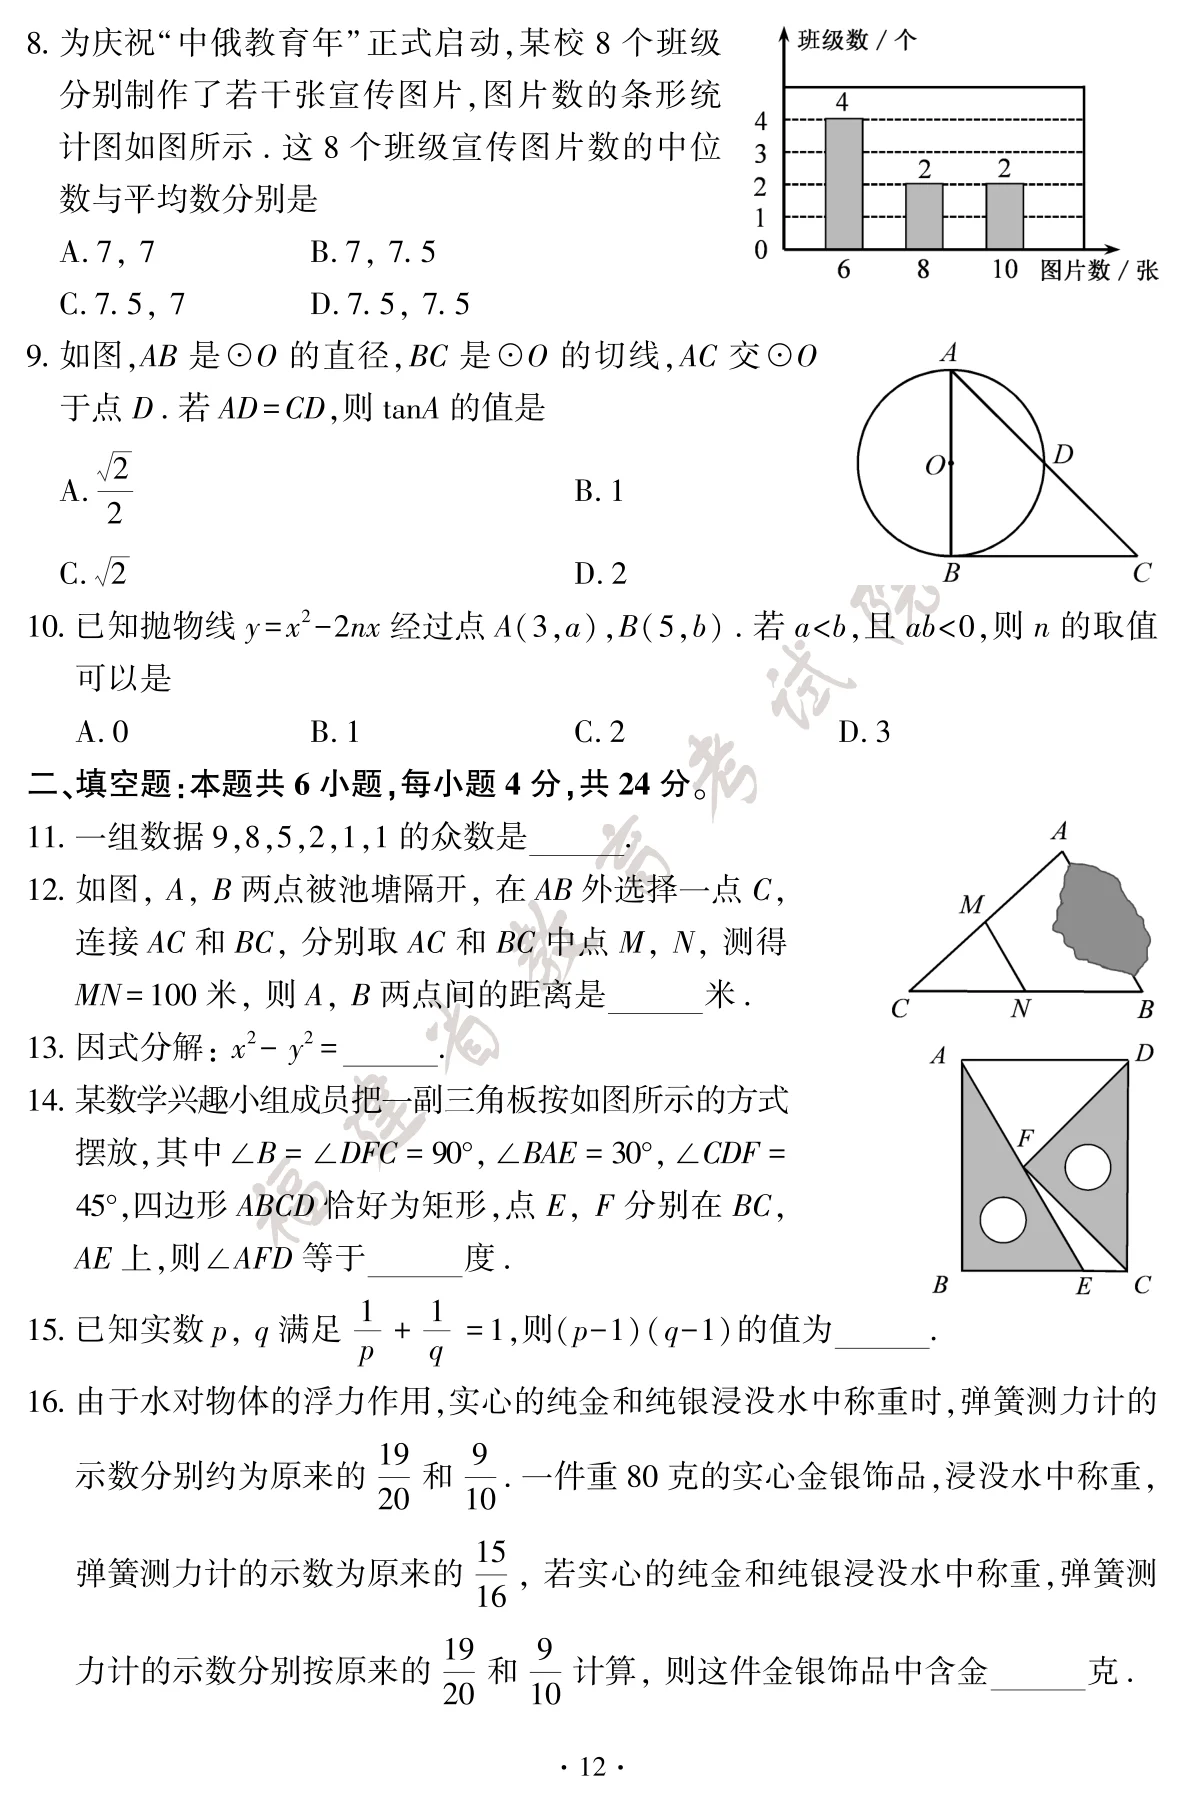 8. 为庆祝“中俄教育年”正式启动,某校 8 个班级
分别制作了若干张宣传图片,图片数的条形统
计图如图所示．这 8 个班级宣传图片数的中位
数与平均数分别是
A. 7, 7 B. 7, 7. 5
C. 7. 5, 7 D. 7. 5, 7. 5
班级数 / 个
4
4
3
2 2
2
1
0
6 8 10 图片数 / 张
9. 如图,AB 是⊙O 的直径,BC 是⊙O 的切线,AC 交⊙O
于点 D．若 AD=CD,则 tanA 的值是
A. √2/2 B. 1
C. √2 D. 2
A
O D
B C
10. 已知抛物线 y=x²-2nx 经过点 A(3,a),B(5,b)．若 a<b,且 ab<0,则 n 的取值
可以是
A. 0 B. 1 C. 2 D. 3
二、填空题:本题共 6 小题,每小题 4 分,共 24 分。
11. 一组数据 9,8,5,2,1,1 的众数是______.
12. 如图, A, B 两点被池塘隔开, 在 AB 外选择一点 C,
连接 AC 和 BC, 分别取 AC 和 BC 中点 M, N, 测得
MN=100 米, 则 A, B 两点间的距离是______米．
A
M
C N B
13. 因式分解: x²- y²=______.
14. 某数学兴趣小组成员把一副三角板按如图所示的方式
摆放,其中∠B=∠DFC=90°,∠BAE=30°,∠CDF=
45°,四边形 ABCD 恰好为矩形,点 E, F 分别在 BC,
AE 上,则∠AFD 等于______度．
A D
F
B E C
15. 已知实数 p, q 满足 1/p + 1/q =1,则(p-1)(q-1)的值为______.
16. 由于水对物体的浮力作用,实心的纯金和纯银浸没水中称重时,弹簧测力计的
示数分别约为原来的 19/20 和 9/10．一件重 80 克的实心金银饰品,浸没水中称重,
弹簧测力计的示数为原来的 15/16, 若实心的纯金和纯银浸没水中称重,弹簧测
力计的示数分别按原来的 19/20 和 9/10 计算, 则这件金银饰品中含金______克．
· 12 ·
福建省教育考试院